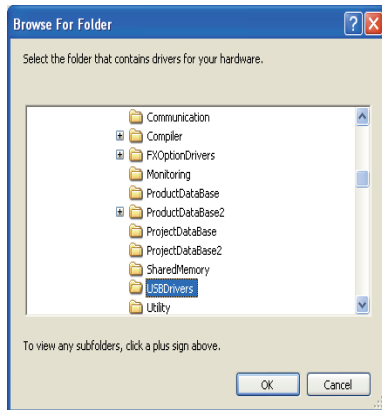 Browse For Folder
Select the folder that contains drivers for your hardware.
Communication
Compiler
FXOptionDrivers
Monitoring
ProductDataBase
ProductDataBase2
ProjectDataBase
ProjectDataBase2
SharedMemory
USBDrivers
Utility
To view any subfolders, click a plus sign above.
OK Cancel